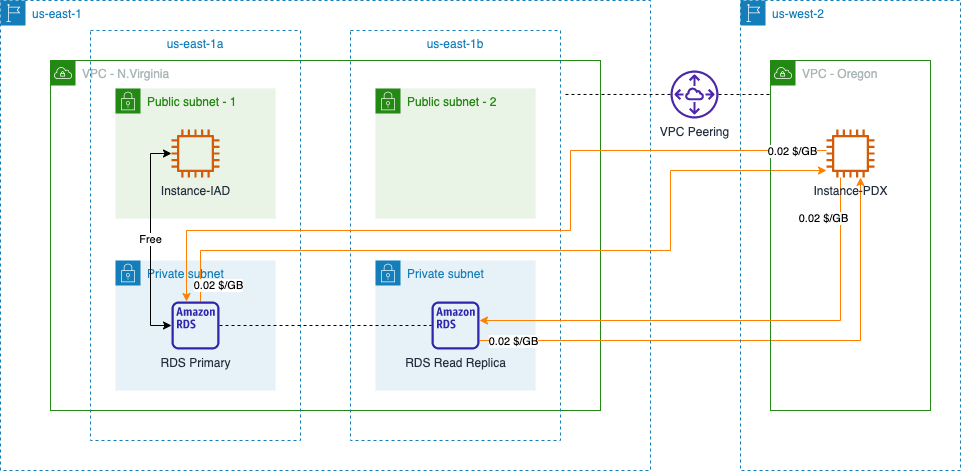 us-east-1
us-west-2
us-east-1a
us-east-1b
VPC - N.Virginia
VPC - Oregon
Public subnet - 1
Public subnet - 2
VPC Peering
0.02 $/GB
Instance-IAD
Instance-PDX
0.02 $/GB
Free
Private subnet
Private subnet
0.02 $/GB
Amazon
RDS
Amazon
RDS
0.02 $/GB
RDS Primary
RDS Read Replica